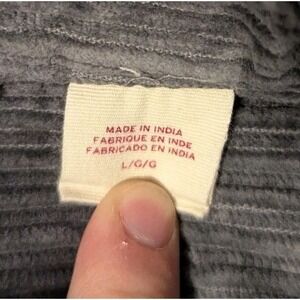 MADE IN INDIA
FABRIQUE EN INDE
FABRICADO EN INDIA
L/G/G